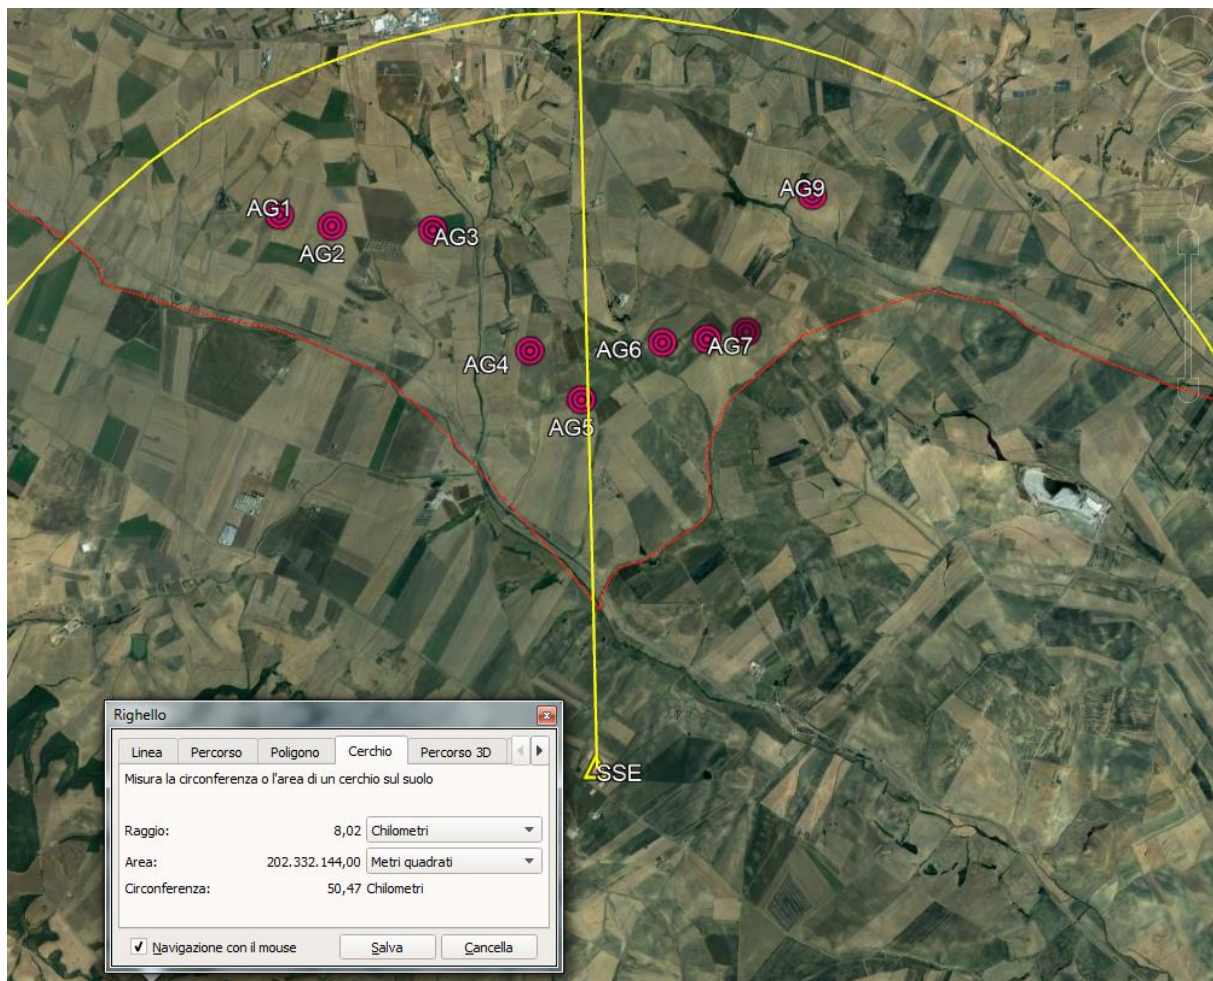 AG1
AG2
AG3
AG9
AG4
AG6
AG7
AG5
SSE
Righello
Linea Percorso Poligono Cerchio Percorso 3D
Misura la circonferenza o l'area di un cerchio sul suolo
Raggio: 8,02 Chilometri
Area: 202.332.144,00 Metri quadrati
Circonferenza: 50,47 Chilometri
Navigazione con il mouse Salva Cancella